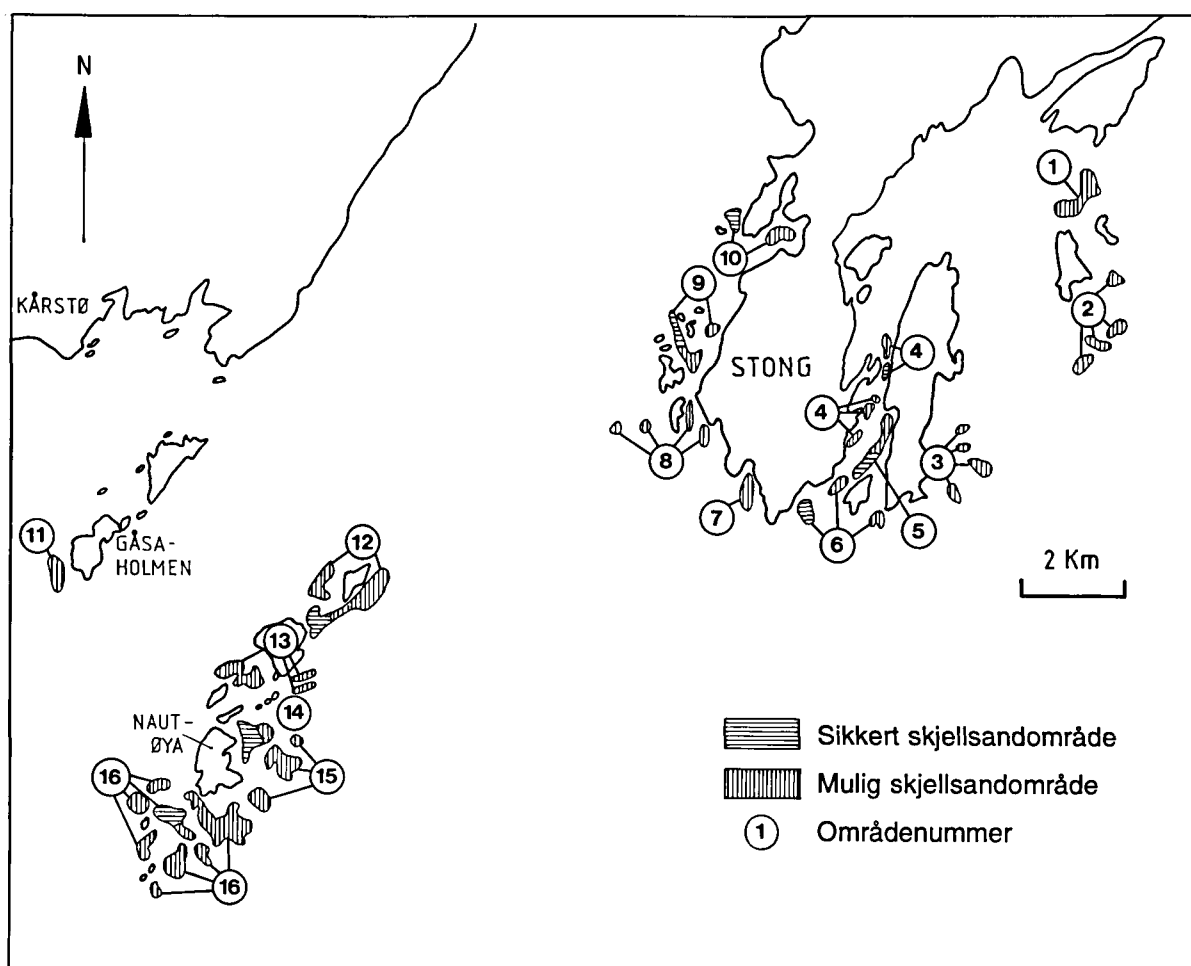 N
1
10
KÅRSTØ
9
2
STONG
4
4
8
3
7
6
5
11
GÅSA-
HOLMEN
12
2 Km
13
14
NAUT-
ØYA
15
16
16
Sikkert skjellsandområde
Mulig skjellsandområde
1 Områdenummer